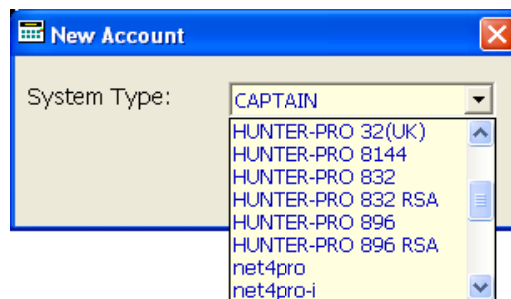 New Account
System Type:
CAPTAIN
HUNTER-PRO 32(UK)
HUNTER-PRO 8144
HUNTER-PRO 832
HUNTER-PRO 832 RSA
HUNTER-PRO 896
HUNTER-PRO 896 RSA
net4pro
net4pro-i